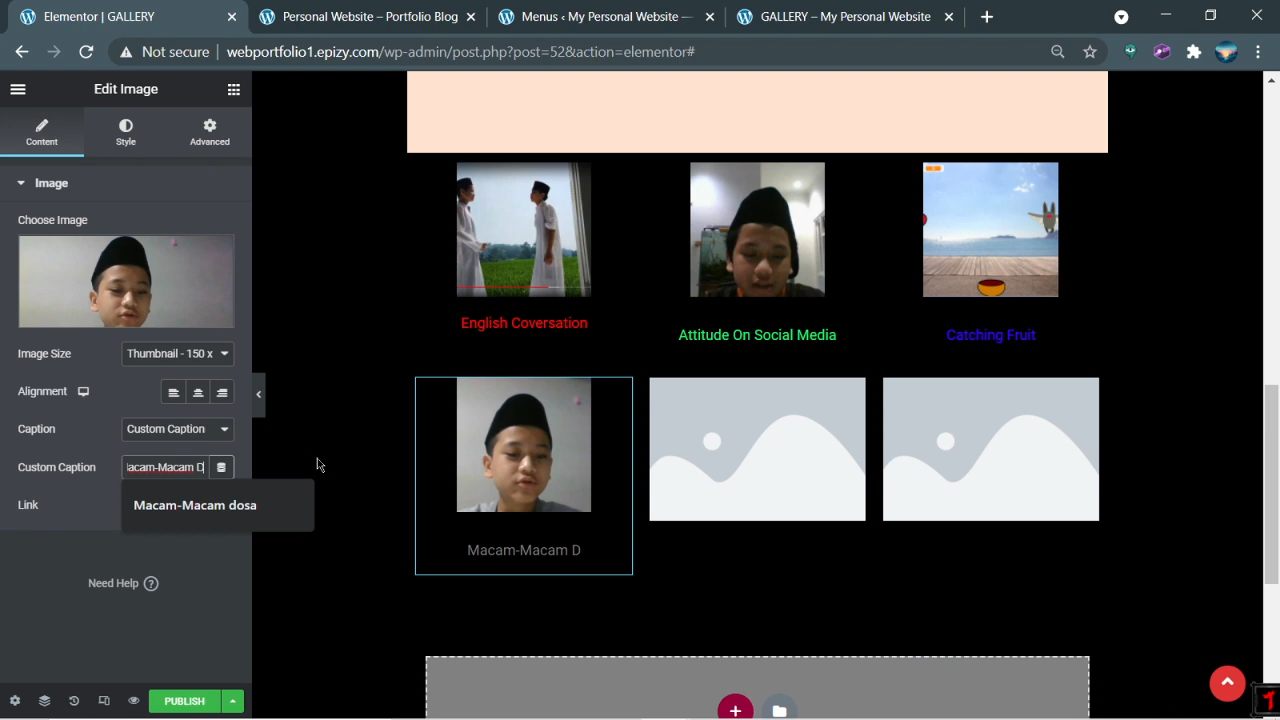 Elementor | GALLERY
Personal Website – Portfolio Blog
Menus ‹ My Personal Website —
GALLERY – My Personal Website
Not secure
webportfolio1.epizy.com/wp-admin/post.php?post=52&action=elementor#
Edit Image
Content
Style
Advanced
Image
Choose Image
Image Size
Thumbnail - 150 x
Alignment
Caption
Custom Caption
Custom Caption
acam-Macam D
Link
Macam-Macam dosa
Need Help
PUBLISH
English Coversation
Attitude On Social Media
Catching Fruit
Macam-Macam D